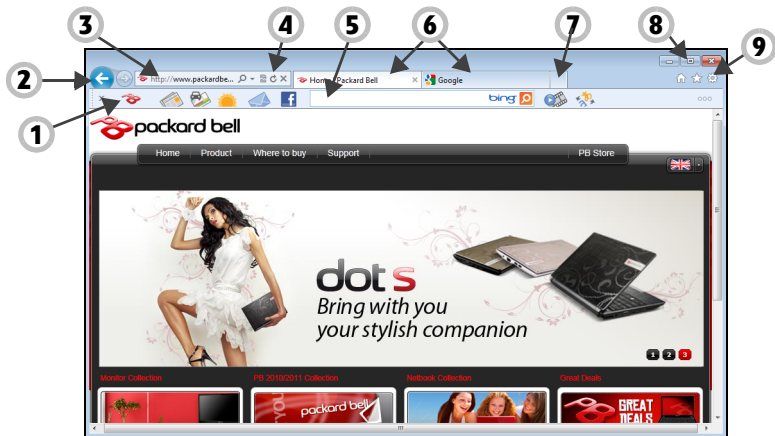 3 4 5 6 7 8 9
2
1
http://www.packardbe...
Packard Bell
Google
bing
packard bell
Home Product Where to buy Support PB Store
dot s
Bring with you
your stylish companion
1 2 3
Monitor Collection PB 2010/2011 Collection Netbook Collection Great Deals
YOU
packard bell
GREAT
DEALS